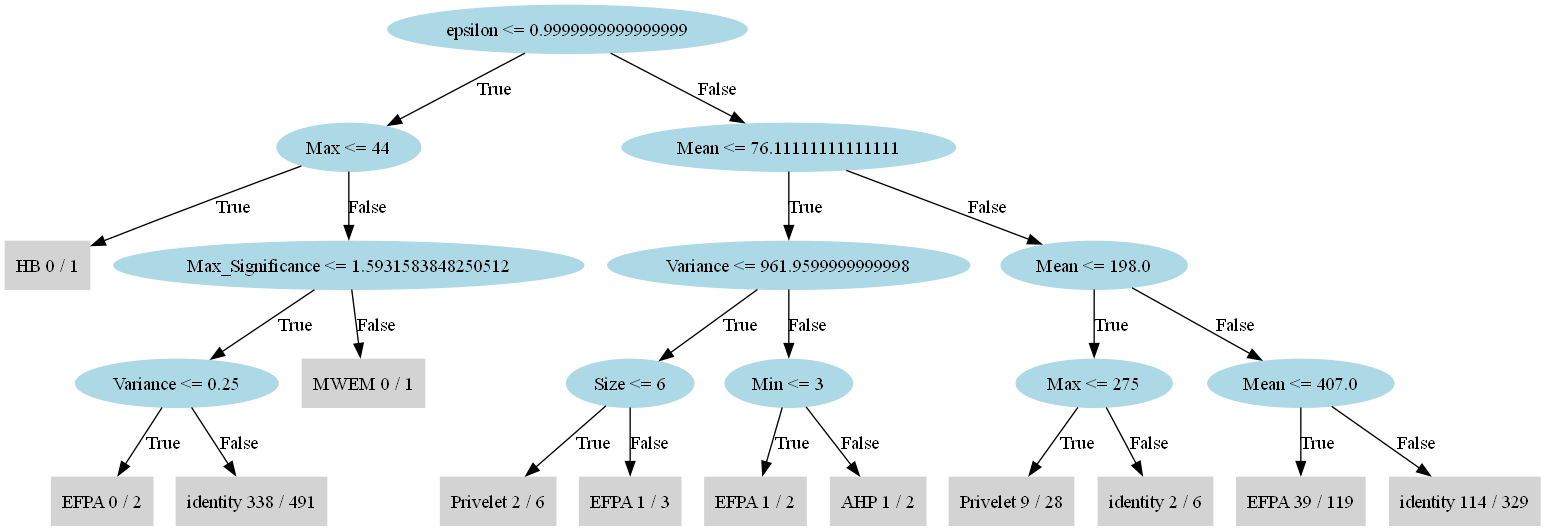 epsilon <= 0.9999999999999999
True
False
Max <= 44
Mean <= 76.11111111111111
True
False
True
False
HB 0 / 1
Max_Significance <= 1.5931583848250512
Variance <= 961.9599999999998
Mean <= 198.0
True
False
True
False
True
False
Variance <= 0.25
MWEM 0 / 1
Size <= 6
Min <= 3
Max <= 275
Mean <= 407.0
True
False
True
False
True
False
True
False
True
False
EFPA 0 / 2
identity 338 / 491
Privelet 2 / 6
EFPA 1 / 3
EFPA 1 / 2
AHP 1 / 2
Privelet 9 / 28
identity 2 / 6
EFPA 39 / 119
identity 114 / 329